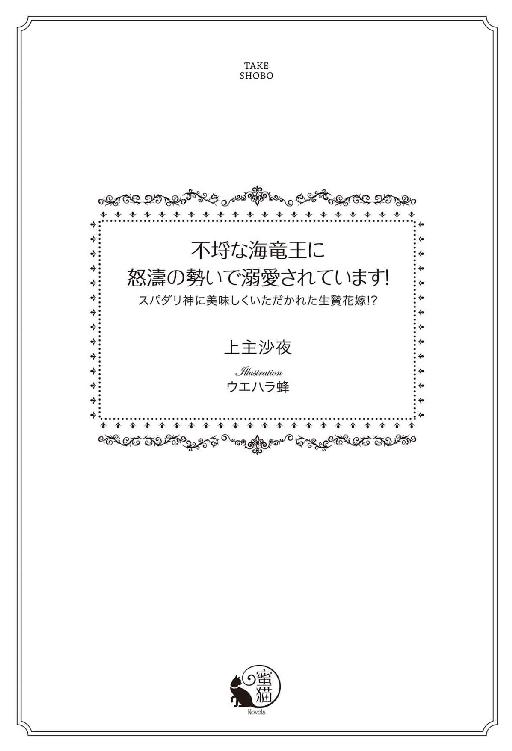 TAKE
SHOBO
不埒な海竜王に
怒濤の勢いで溺愛されています!
スパダリ神に美味しくいただかれた生贄花嫁!?
上主沙夜
Illustration
ウエハラ蜂
蜜猫
Novels